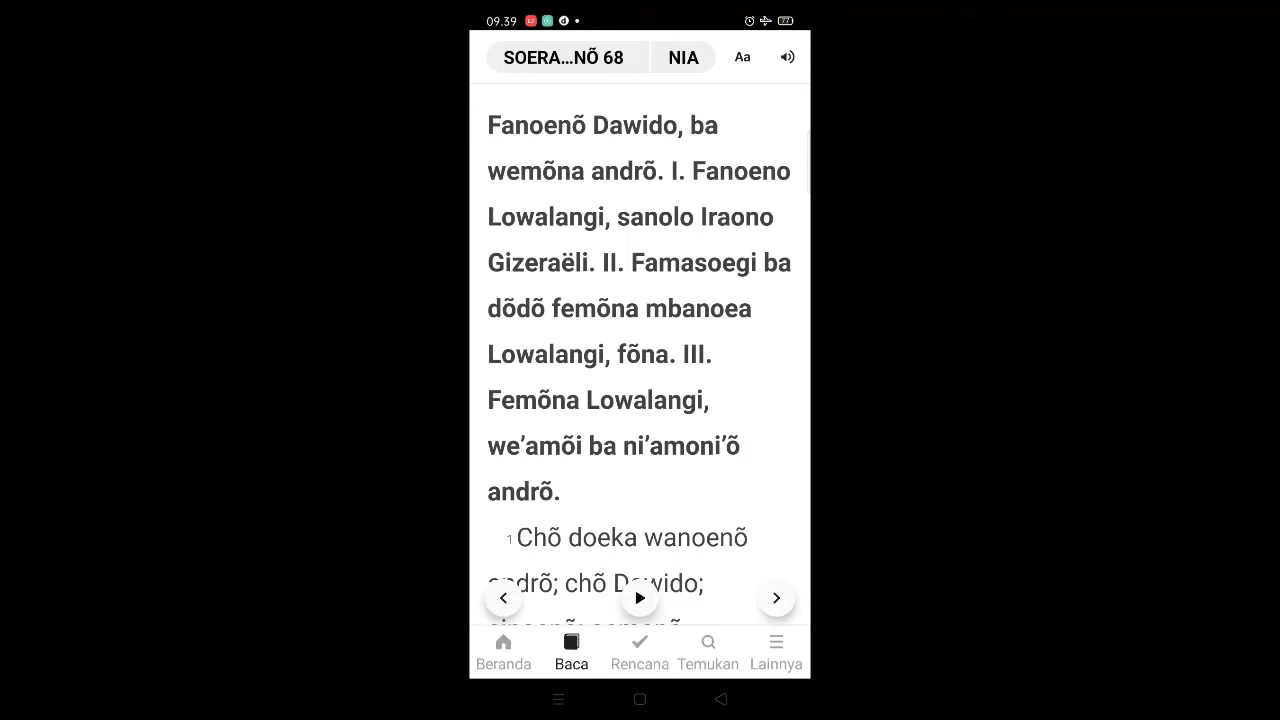 09.39
77
SOERA...NÕ 68
NIA
Aa
Fanoenõ Dawido, ba
wemõna andrõ. I. Fanoeno
Lowalangi, sanolo Iraono
Gizeraëli. II. Famasoegi ba
dõdõ femõna mbanoea
Lowalangi, fõna. III.
Femõna Lowalangi,
we’amõi ba ni’amoni’õ
andrõ.
1 Chõ doeka wanoenõ
andrõ; chõ Dawido;
Beranda
Baca
Rencana
Temukan
Lainnya